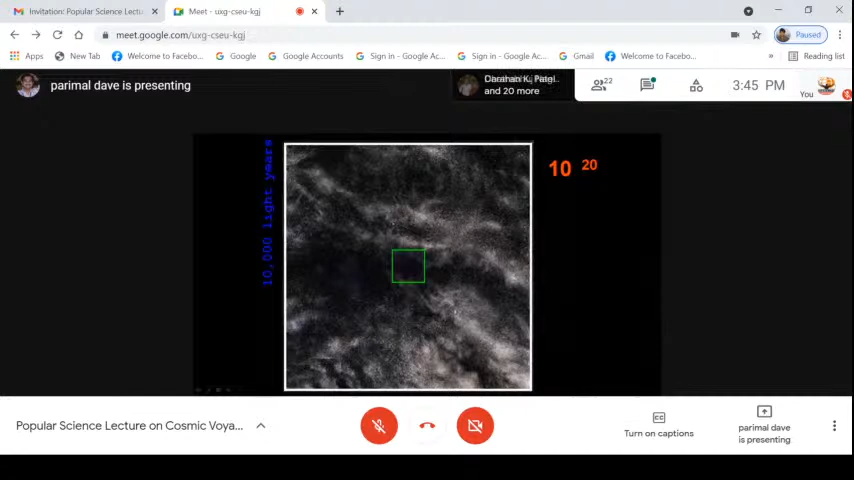 Invitation: Popular Science Lectu
Meet - uxg-cseu-kgj
meet.google.com/uxg-cseu-kgj
Paused
Apps
New Tab
Welcome to Facebo...
Google
Google Accounts
Sign in - Google Ac...
Sign in - Google Ac...
Gmail
Welcome to Facebo...
»
Reading list
parimal dave is presenting
and 20 more
22
3:45 PM
You
10,000 light years
10 20
Popular Science Lecture on Cosmic Voya...
Turn on captions
parimal dave
is presenting